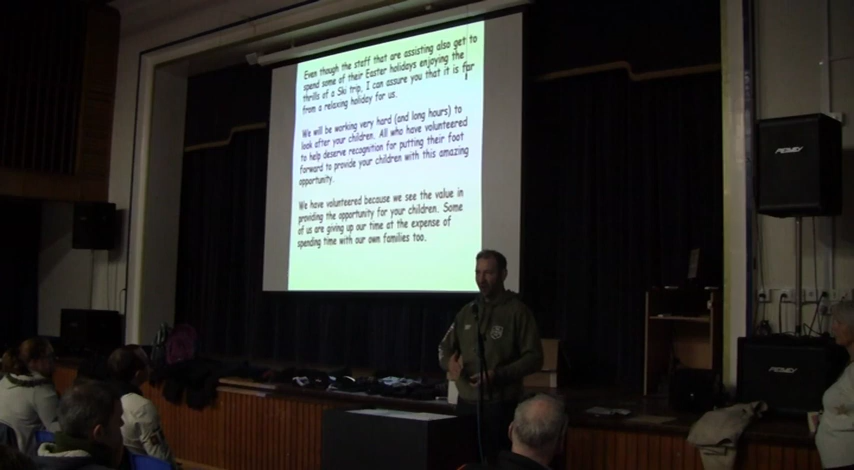 Even though the staff that are assisting also get to
spend some of their Easter holidays enjoying the
thrills of a Ski trip, I can assure you that it is far
from a relaxing holiday for us.
We will be working very hard (and long hours) to
look after your children. All who have volunteered
to help deserve recognition for putting their foot
forward to provide your children with this amazing
opportunity.
We have volunteered because we see the value in
providing the opportunity for your children. Some
of us are giving up our time at the expense of
spending time with our own families too.
PEAVEY
PEAVEY